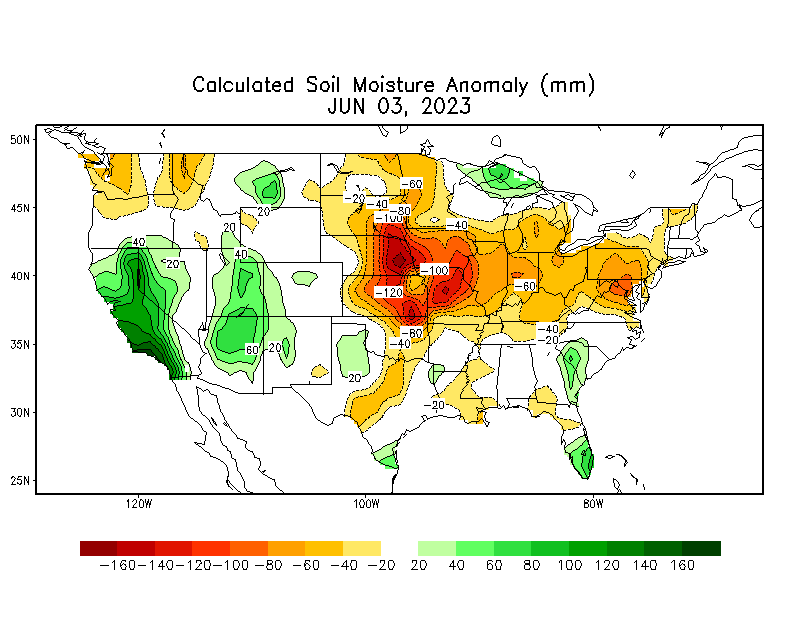 Calculated Soil Moisture Anomaly (mm)
JUN 03, 2023
50N
45N
40N
35N
30N
25N
120W 100W 80W
-60
-20 -40 -80
20 -100 -40
20
40 40
-20 -100
-60
-120
-80 -40
60 20 -40 -20
20
-20
-160 -140 -120 -100 -80 -60 -40 -20 20 40 60 80 100 120 140 160